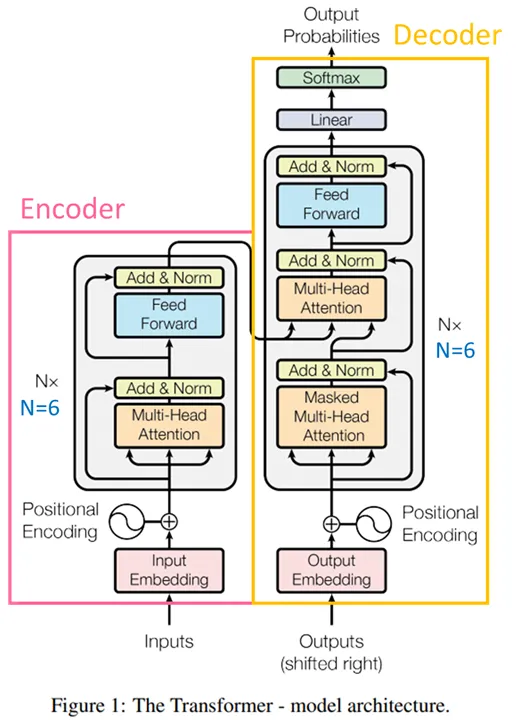 Output
Probabilities
Decoder
Softmax
Linear
Add & Norm
Feed
Forward
Add & Norm
Multi-Head
Attention
Nx
N=6
Add & Norm
Masked
Multi-Head
Attention
Positional
Encoding
Output
Embedding
Outputs
(shifted right)
Encoder
Add & Norm
Feed
Forward
Nx
N=6
Add & Norm
Multi-Head
Attention
Positional
Encoding
Input
Embedding
Inputs
Figure 1: The Transformer - model architecture.